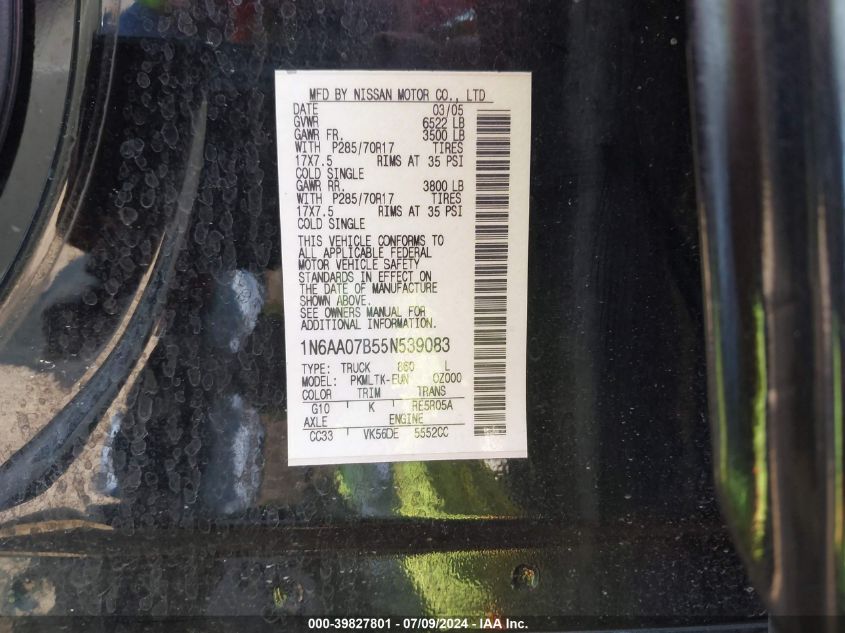 MFD BY NISSAN MOTOR CO., LTD
DATE 03/05
GVWR 6522 LB
GAWR FR. 3500 LB
WITH P285/70R17 TIRES
17X7.5 RIMS AT 35 PSI
COLD SINGLE
GAWR RR. 3800 LB
WITH P285/70R17 TIRES
17X7.5 RIMS AT 35 PSI
COLD SINGLE
THIS VEHICLE CONFORMS TO
ALL APPLICABLE FEDERAL
MOTOR VEHICLE SAFETY
STANDARDS IN EFFECT ON
THE DATE OF MANUFACTURE
SHOWN ABOVE.
SEE OWNERS MANUAL FOR
ADDITIONAL INFORMATION
1N6AA07B55N539083
TYPE: TRUCK 860 L
MODEL: PKMLTK-EUN OZ000
COLOR TRIM TRANS
G10 K RE5R05A
AXLE ENGINE
CC33 VK56DE 5552CC
000-39827801 - 07/09/2024 - IAA Inc.